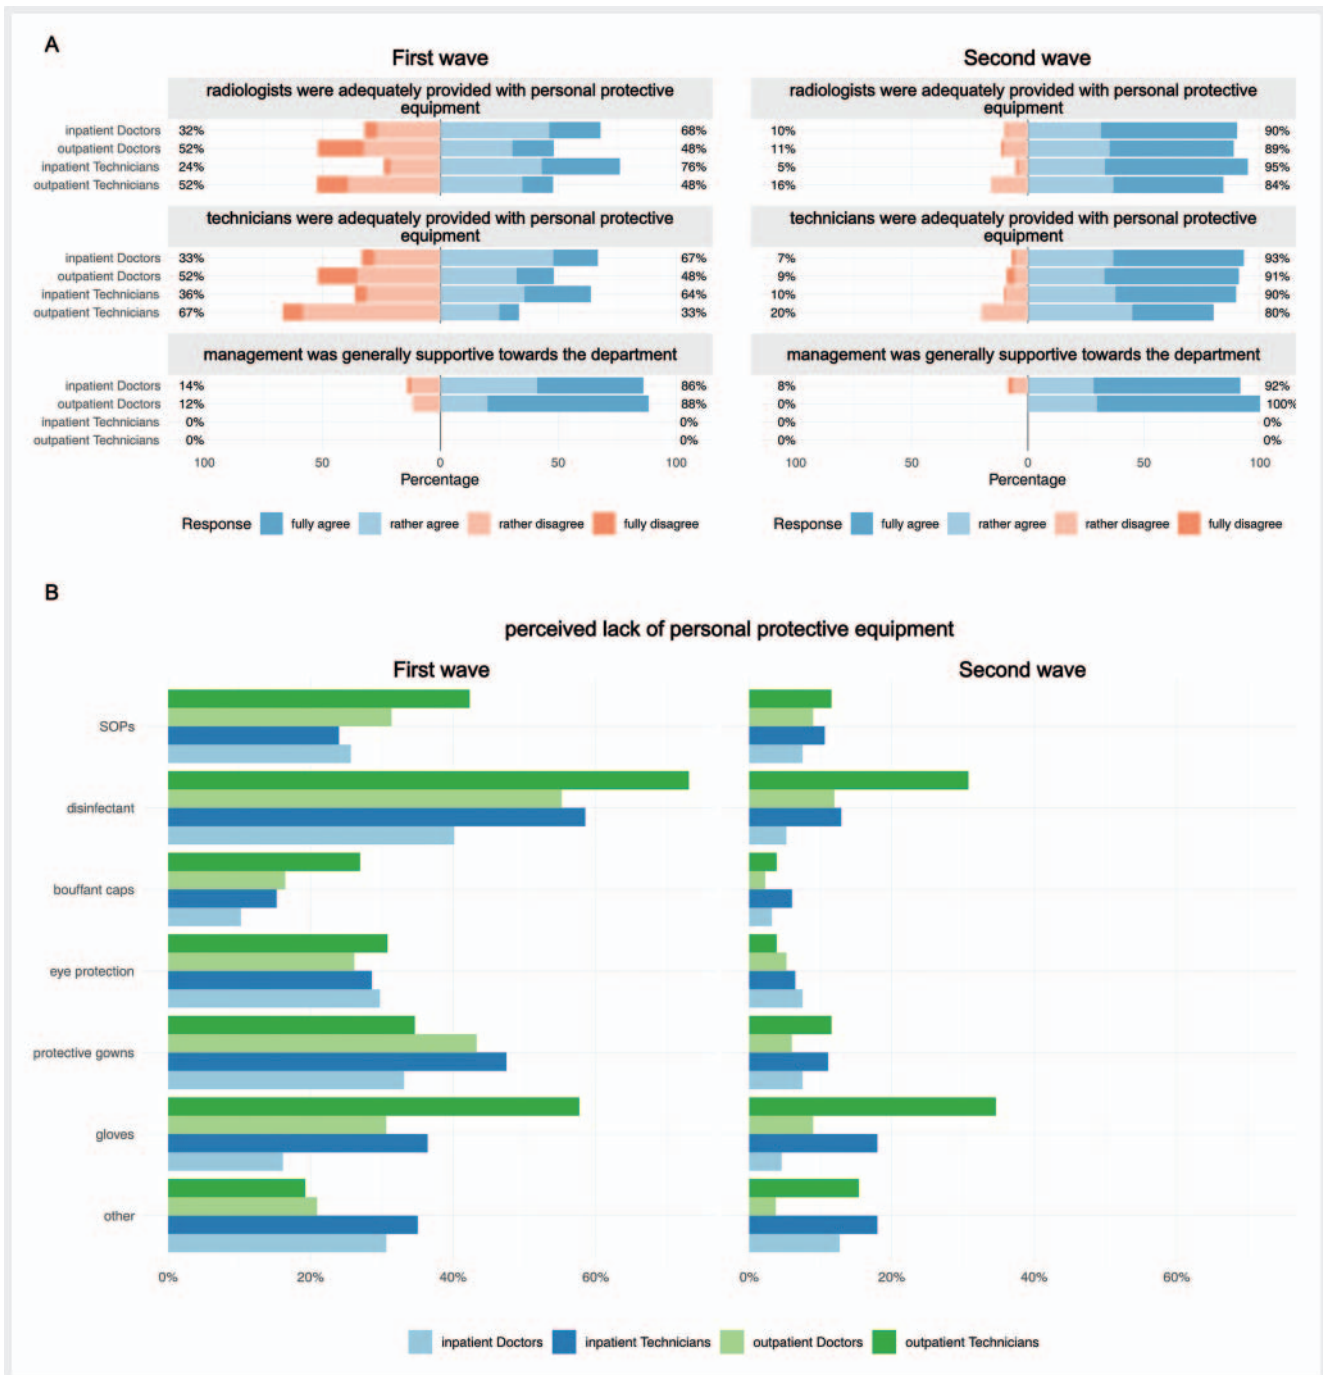 A
First wave
Second wave
radiologists were adequately provided with personal protective
equipment
radiologists were adequately provided with personal protective
equipment
inpatient Doctors 32% 68% 10% 90%
outpatient Doctors 52% 48% 11% 89%
inpatient Technicians 24% 76% 5% 95%
outpatient Technicians 52% 48% 16% 84%
technicians were adequately provided with personal protective
equipment
technicians were adequately provided with personal protective
equipment
inpatient Doctors 33% 67% 7% 93%
outpatient Doctors 52% 48% 9% 91%
inpatient Technicians 36% 64% 10% 90%
outpatient Technicians 67% 33% 20% 80%
management was generally supportive towards the department
management was generally supportive towards the department
inpatient Doctors 14% 86% 8% 92%
outpatient Doctors 12% 88% 0% 100%
inpatient Technicians 0% 0% 0% 0%
outpatient Technicians 0% 0% 0% 0%
100 50 0 50 100 100 50 0 50 100
Percentage Percentage
Response fully agree rather agree rather disagree fully disagree
Response fully agree rather agree rather disagree fully disagree
B
perceived lack of personal protective equipment
First wave
Second wave
SOPs
disinfectant
bouffant caps
eye protection
protective gowns
gloves
other
0% 20% 40% 60% 0% 20% 40% 60%
inpatient Doctors inpatient Technicians outpatient Doctors outpatient Technicians